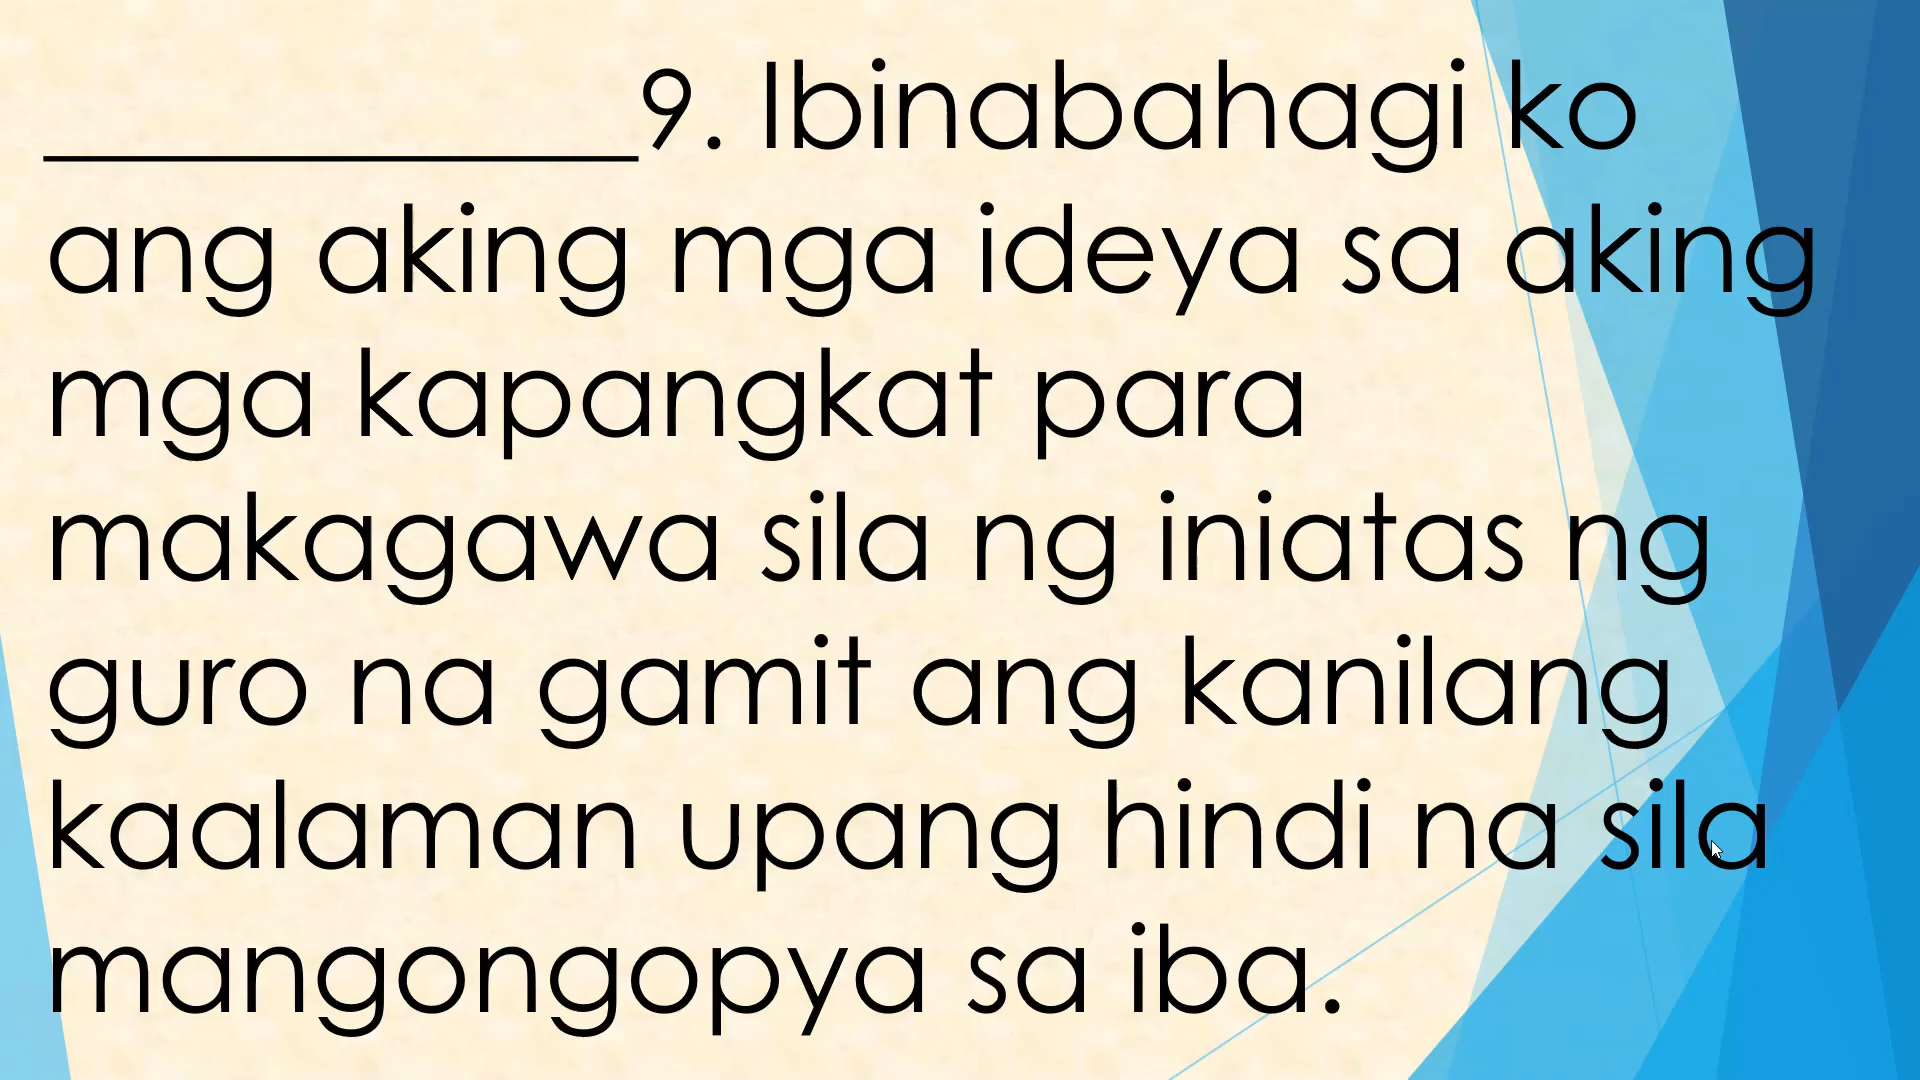 ____________9. Ibinabahagi ko
ang aking mga ideya sa aking
mga kapangkat para
makagawa sila ng iniatas ng
guro na gamit ang kanilang
kaalaman upang hindi na sila
mangongopya sa iba.